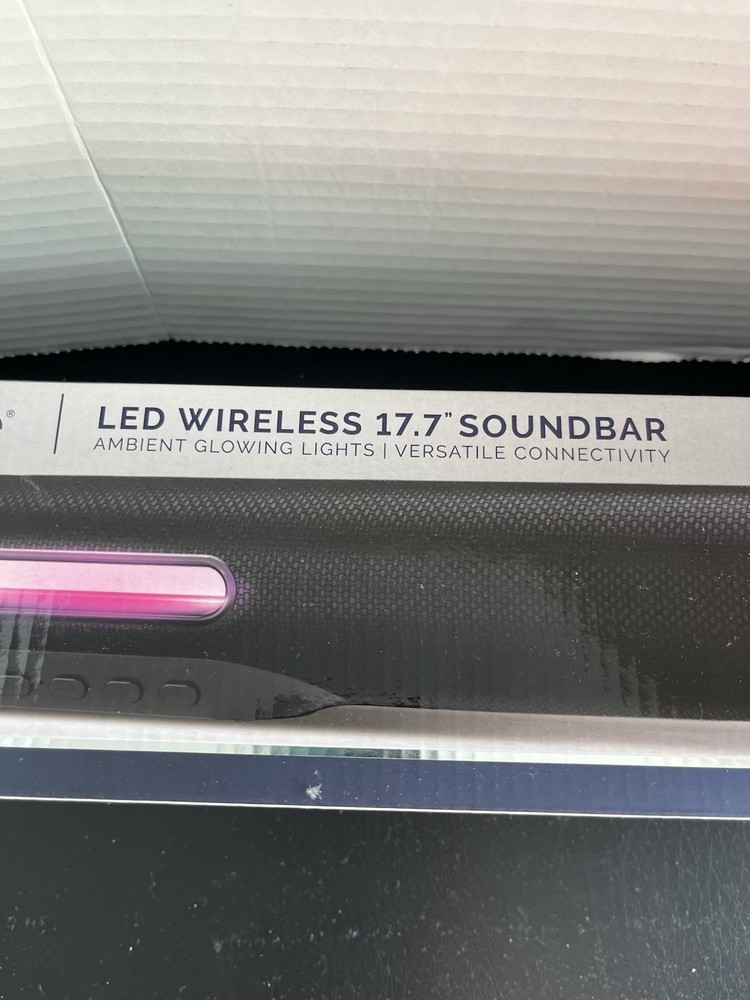 LED WIRELESS 17.7" SOUNDBAR
AMBIENT GLOWING LIGHTS | VERSATILE CONNECTIVITY